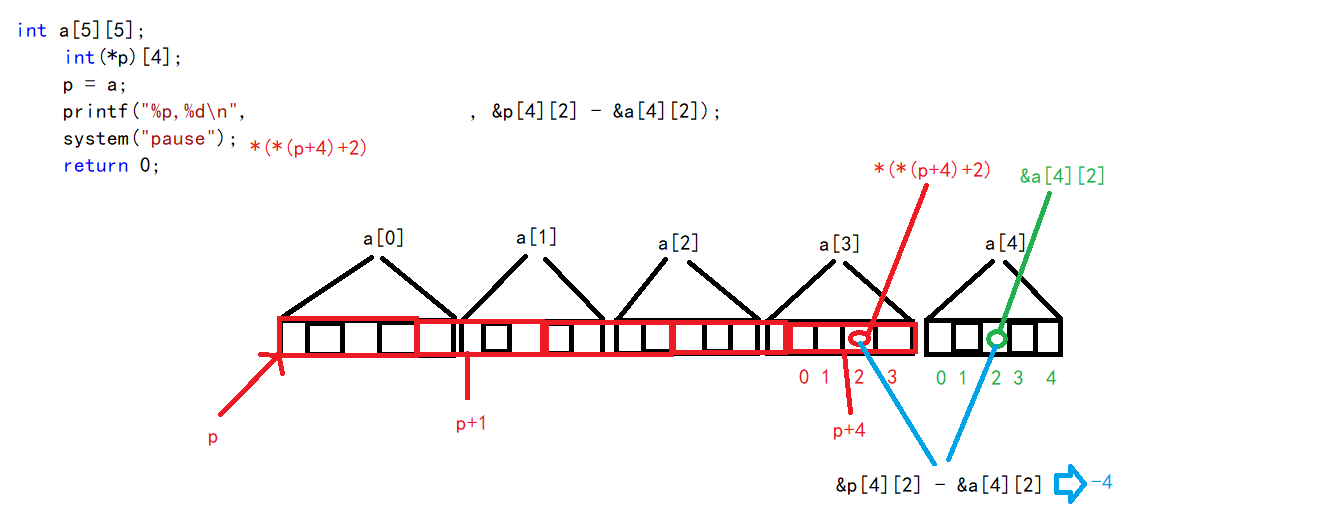 int a[5][5];
int(*p)[4];
p = a;
printf("%p,%d\n", , &p[4][2] - &a[4][2]);
system("pause"); *(*(p+4)+2)
return 0;
*(*(p+4)+2) &a[4][2]
a[0] a[1] a[2] a[3] a[4]
0 1 2 3 0 1 2 3 4
p p+1 p+4
&p[4][2] - &a[4][2] -4